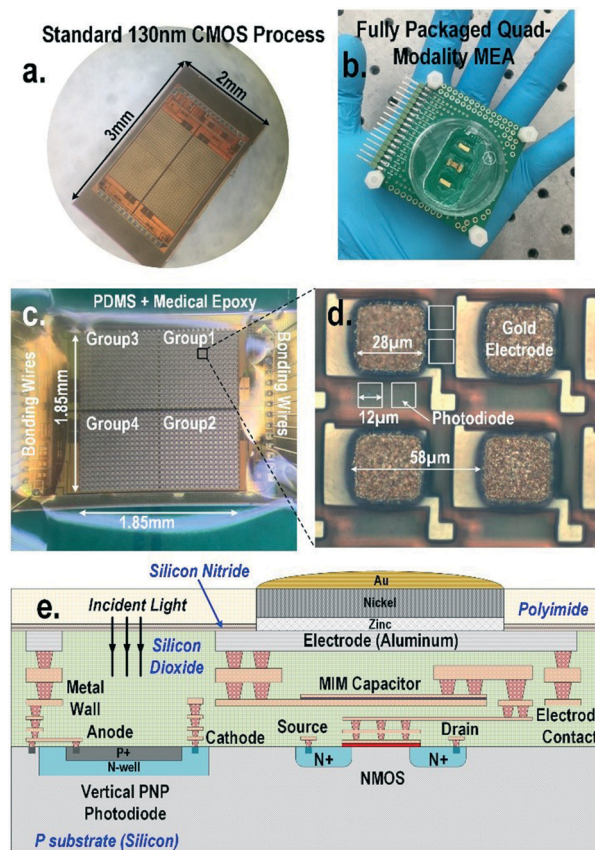 Standard 130nm CMOS Process
a.
3mm
2mm
Fully Packaged Quad-
Modality MEA
b.
PDMS + Medical Epoxy
c.
Group3
Group1
Bonding Wires
1.85mm
Group4
Group2
Bonding Wires
1.85mm
d.
28µm
Gold
Electrode
12µm
Photodiode
58µm
Silicon
Nitride
Au
e.
Incident Light
Nickel
Polyimide
Zinc
Silicon
Dioxide
Electrode (Aluminum)
Metal
Wall
MIM Capacitor
Anode
Cathode
Source
Drain
Electrode
Contact
P+
N-well
N+
N+
NMOS
Vertical PNP
Photodiode
P substrate (Silicon)